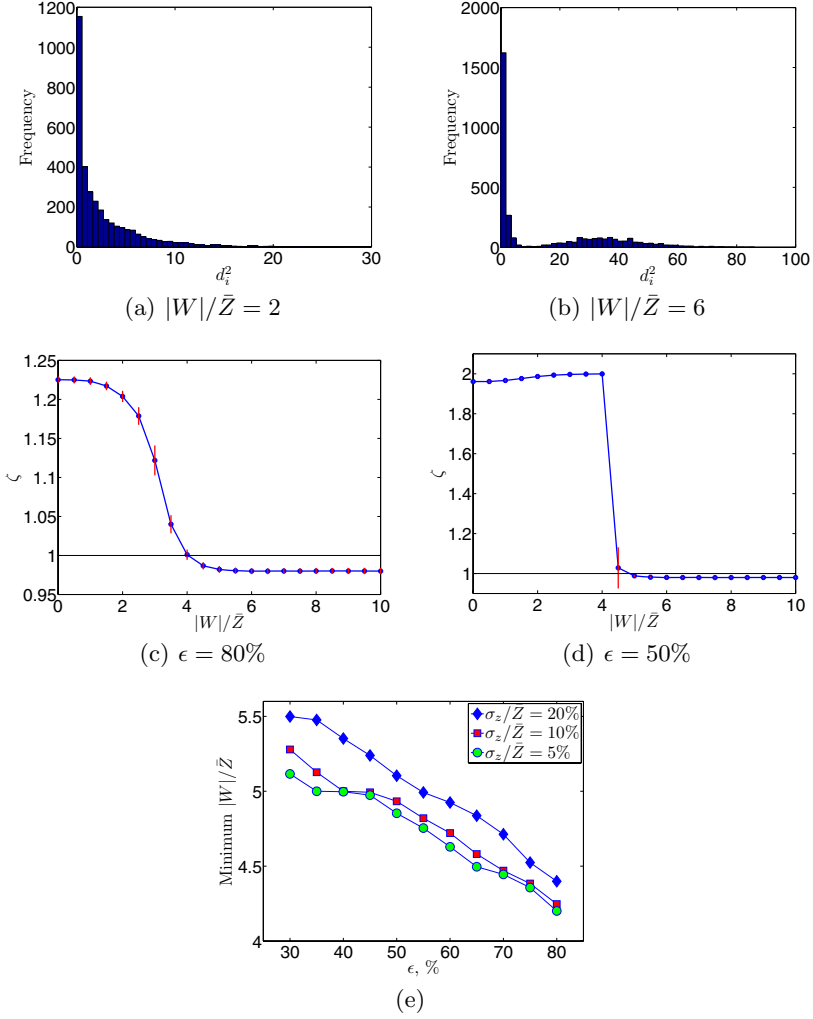 1200
1000
800
600
400
200
0
Frequency
0 10 20 30
d_i^2
(a) |W|/Z̄ = 2
2000
1500
1000
500
0
Frequency
0 20 40 60 80 100
d_i^2
(b) |W|/Z̄ = 6
1.25
1.2
1.15
1.1
1.05
1
0.95
ζ
0 2 4 6 8 10
|W|/Z̄
(c) ϵ = 80%
2
1.8
1.6
1.4
1.2
1
ζ
0 2 4 6 8 10
|W|/Z̄
(d) ϵ = 50%
5.5
5
4.5
4
Minimum |W|/Z̄
σ_z/Z̄ = 20%
σ_z/Z̄ = 10%
σ_z/Z̄ = 5%
30 40 50 60 70 80
ϵ, %
(e)